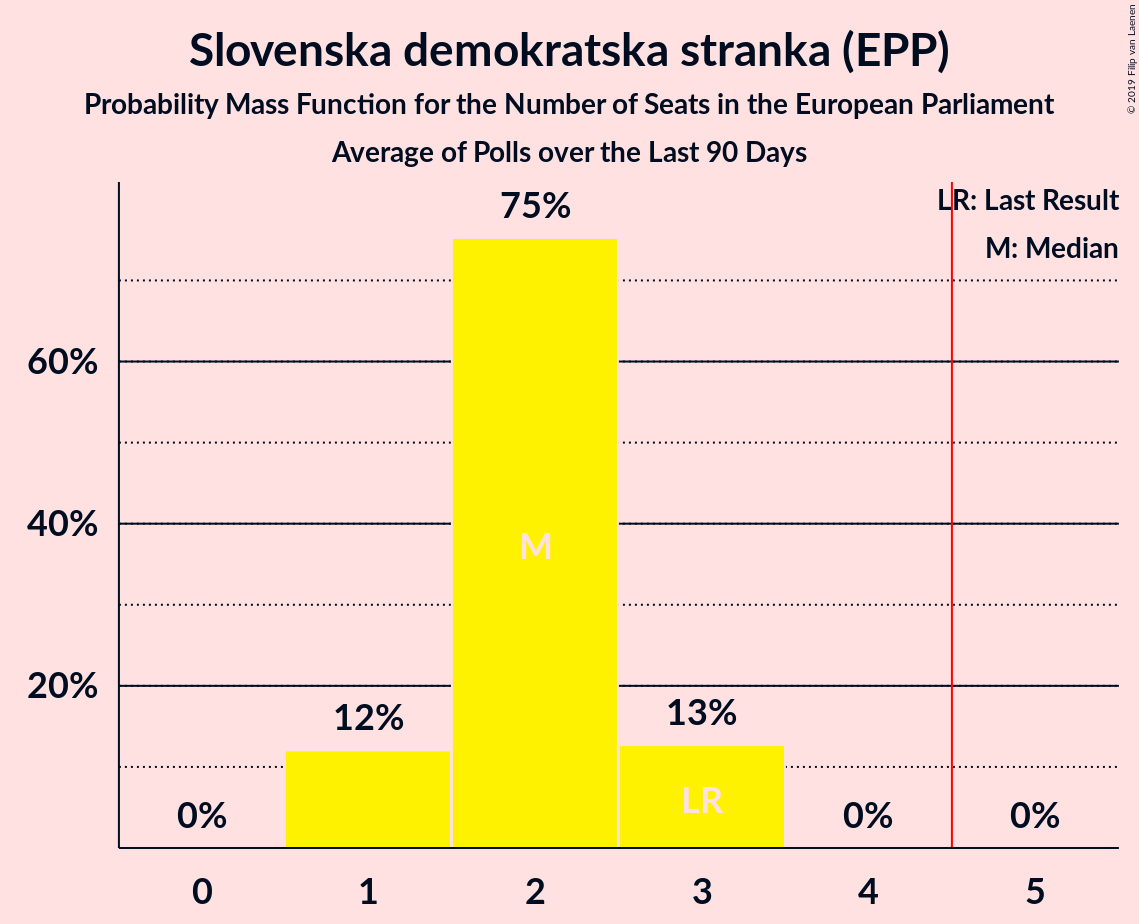 Slovenska demokratska stranka (EPP)
Probability Mass Function for the Number of Seats in the European Parliament
Average of Polls over the Last 90 Days
© 2019 Filip van Laenen
LR: Last Result
M: Median
75%
60%
40%
M
20%
12%
13%
LR
0%
0%
0%
0
1
2
3
4
5